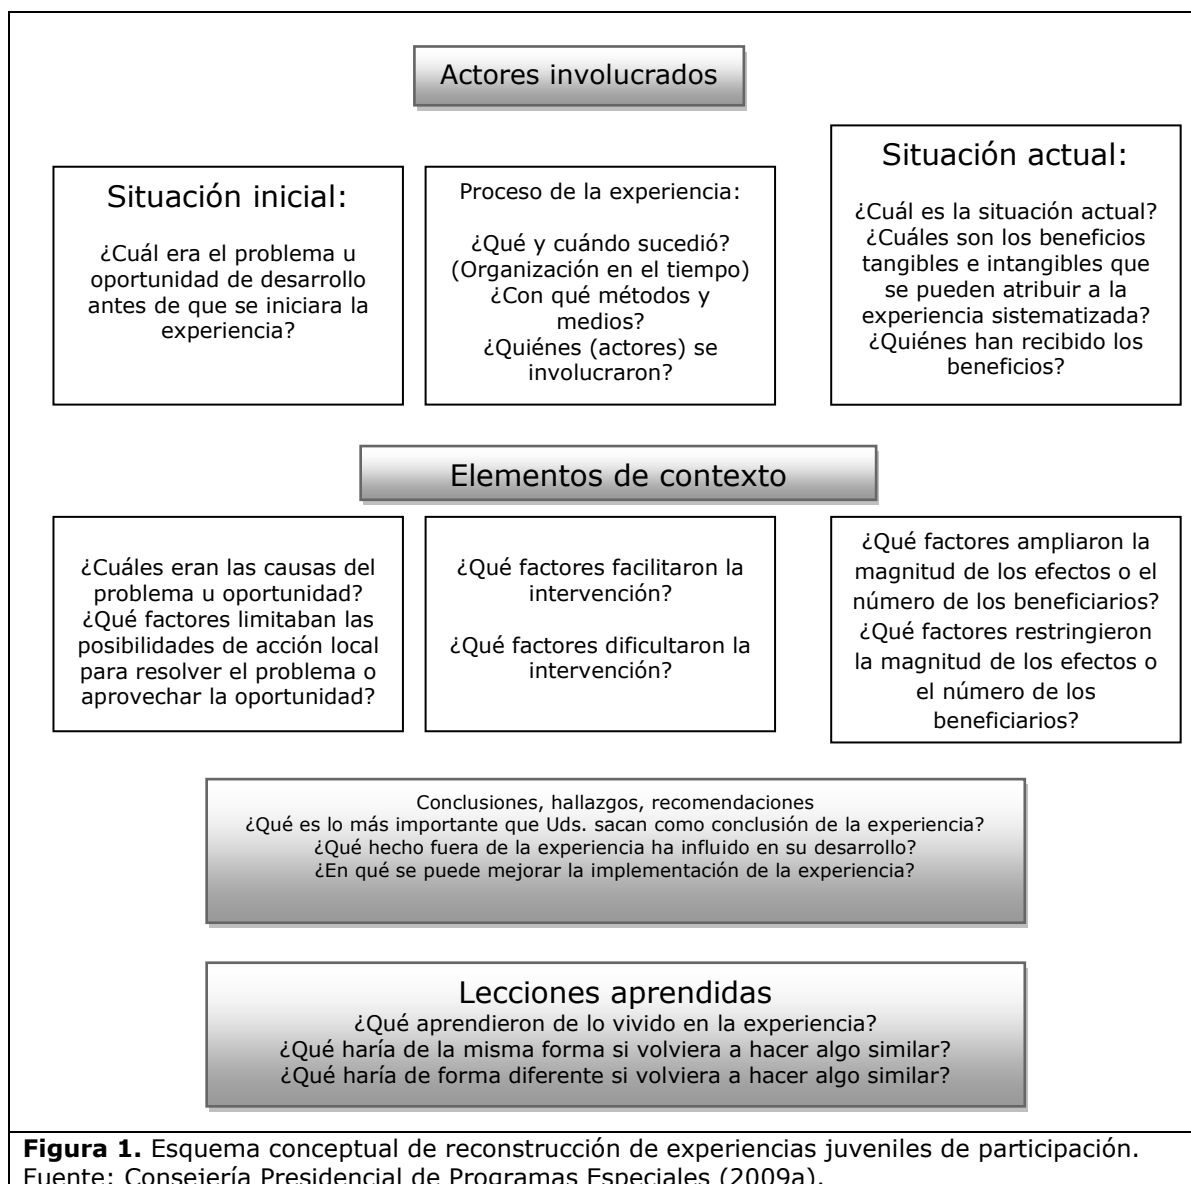 Actores involucrados
Situación inicial:
¿Cuál era el problema u
oportunidad de desarrollo
antes de que se iniciara la
experiencia?
Proceso de la experiencia:
¿Qué y cuándo sucedió?
(Organización en el tiempo)
¿Con qué métodos y
medios?
¿Quiénes (actores) se
involucraron?
Situación actual:
¿Cuál es la situación actual?
¿Cuáles son los beneficios
tangibles e intangibles que
se pueden atribuir a la
experiencia sistematizada?
¿Quiénes han recibido los
beneficios?
Elementos de contexto
¿Cuáles eran las causas del
problema u oportunidad?
¿Qué factores limitaban las
posibilidades de acción local
para resolver el problema o
aprovechar la oportunidad?
¿Qué factores facilitaron la
intervención?
¿Qué factores dificultaron la
intervención?
¿Qué factores ampliaron la
magnitud de los efectos o el
número de los beneficiarios?
¿Qué factores restringieron
la magnitud de los efectos o
el número de los
beneficiarios?
Conclusiones, hallazgos, recomendaciones
¿Qué es lo más importante que Uds. sacan como conclusión de la experiencia?
¿Qué hecho fuera de la experiencia ha influido en su desarrollo?
¿En qué se puede mejorar la implementación de la experiencia?
Lecciones aprendidas
¿Qué aprendieron de lo vivido en la experiencia?
¿Qué haría de la misma forma si volviera a hacer algo similar?
¿Qué haría de forma diferente si volviera a hacer algo similar?
Figura 1. Esquema conceptual de reconstrucción de experiencias juveniles de participación.
Fuente: Consejería Presidencial de Programas Especiales (2009a).